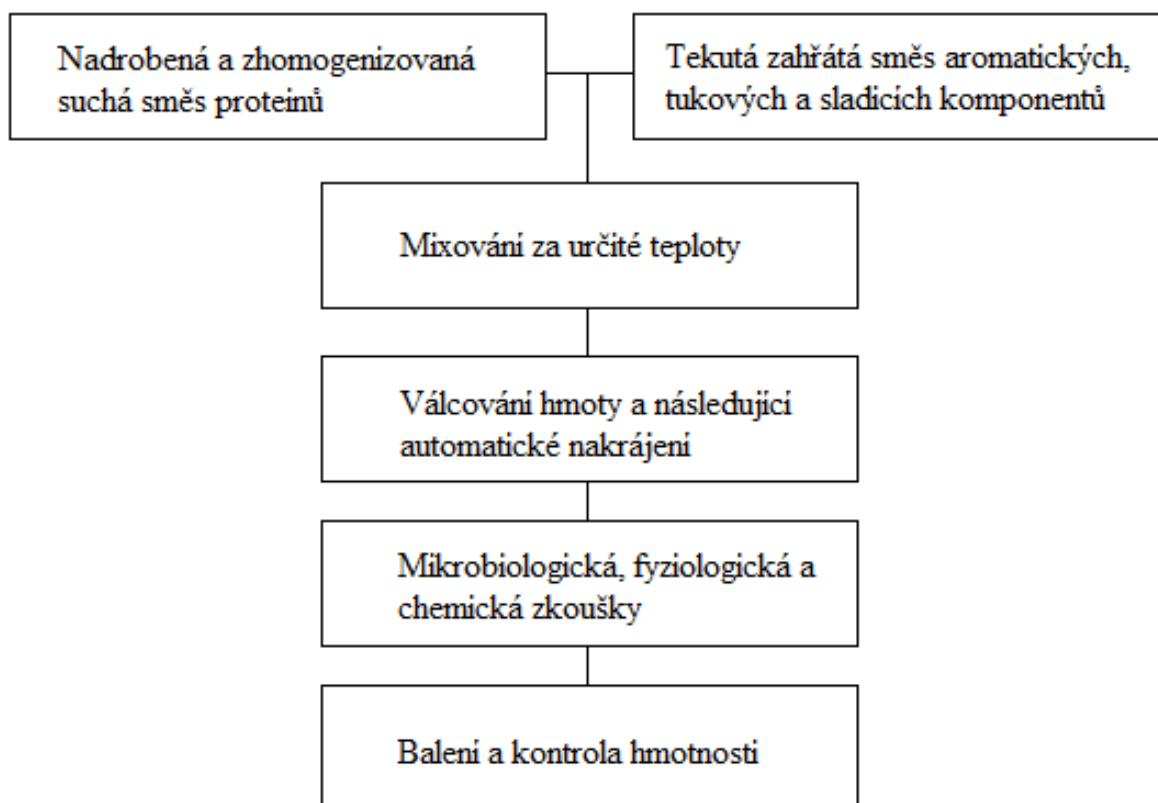 Nadrobená a zhomogenizovaná
suchá směs proteinů
Tekutá zahřátá směs aromatických,
tukových a sladicích komponentů
Mixování za určité teploty
Válcování hmoty a následující
automatické nakrájení
Mikrobiologická, fyziologická a
chemická zkoušky
Balení a kontrola hmotnosti